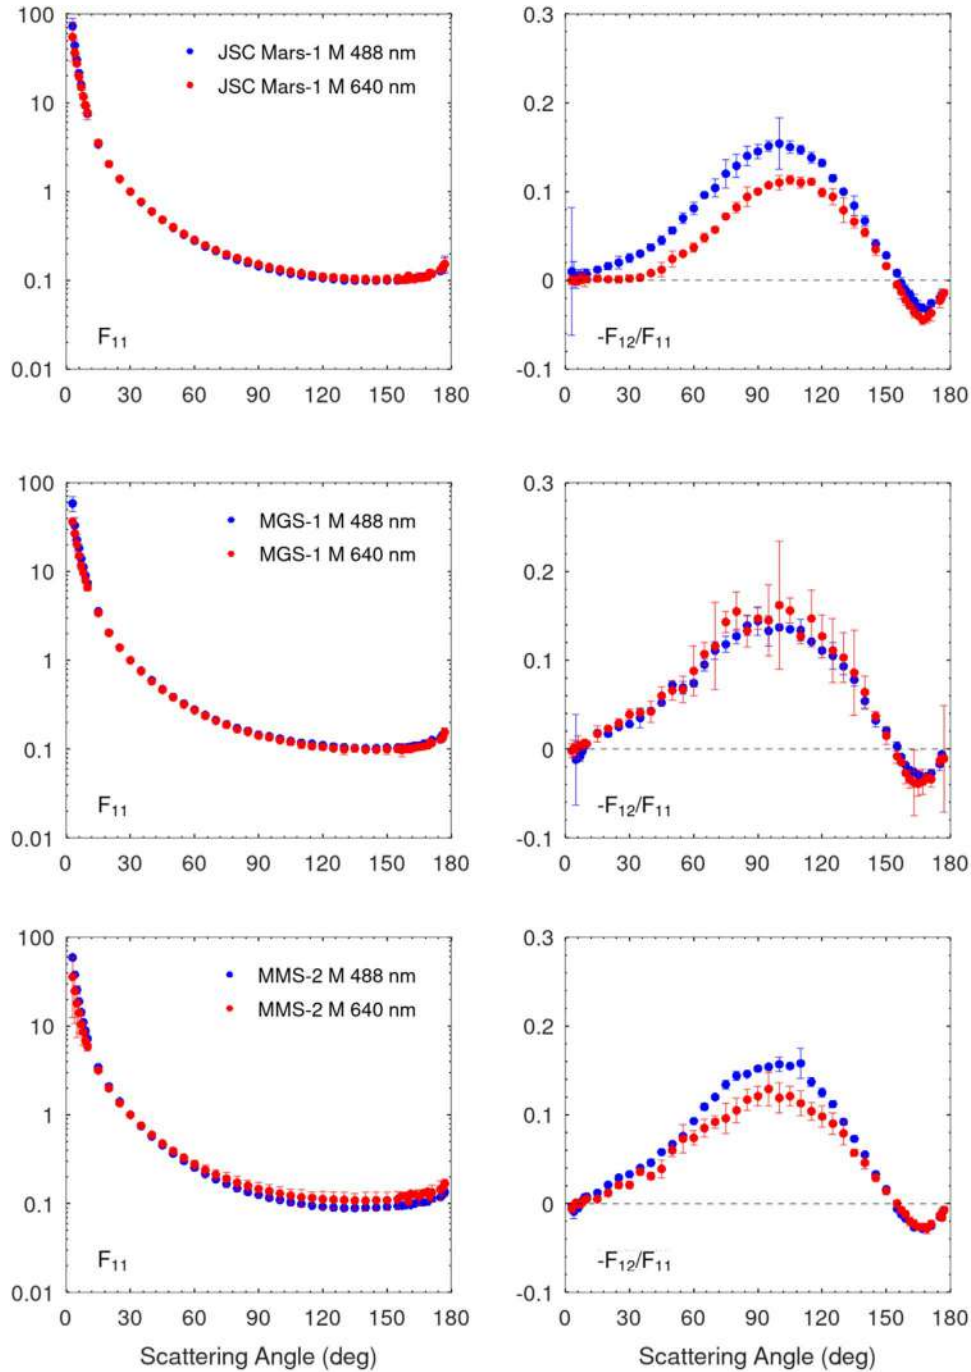 100
10
1
0.1
0.01
JSC Mars-1 M 488 nm
JSC Mars-1 M 640 nm
F11
0 30 60 90 120 150 180
0.3
0.2
0.1
0
-0.1
-F12/F11
0 30 60 90 120 150 180
100
10
1
0.1
0.01
MGS-1 M 488 nm
MGS-1 M 640 nm
F11
0 30 60 90 120 150 180
0.3
0.2
0.1
0
-0.1
-F12/F11
0 30 60 90 120 150 180
100
10
1
0.1
0.01
MMS-2 M 488 nm
MMS-2 M 640 nm
F11
0 30 60 90 120 150 180
Scattering Angle (deg)
0.3
0.2
0.1
0
-0.1
-F12/F11
0 30 60 90 120 150 180
Scattering Angle (deg)